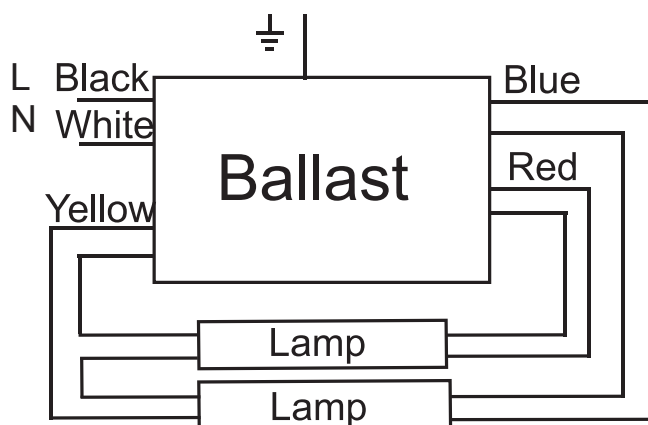 L Black
N White
Yellow
Ballast
Blue
Red
Lamp
Lamp